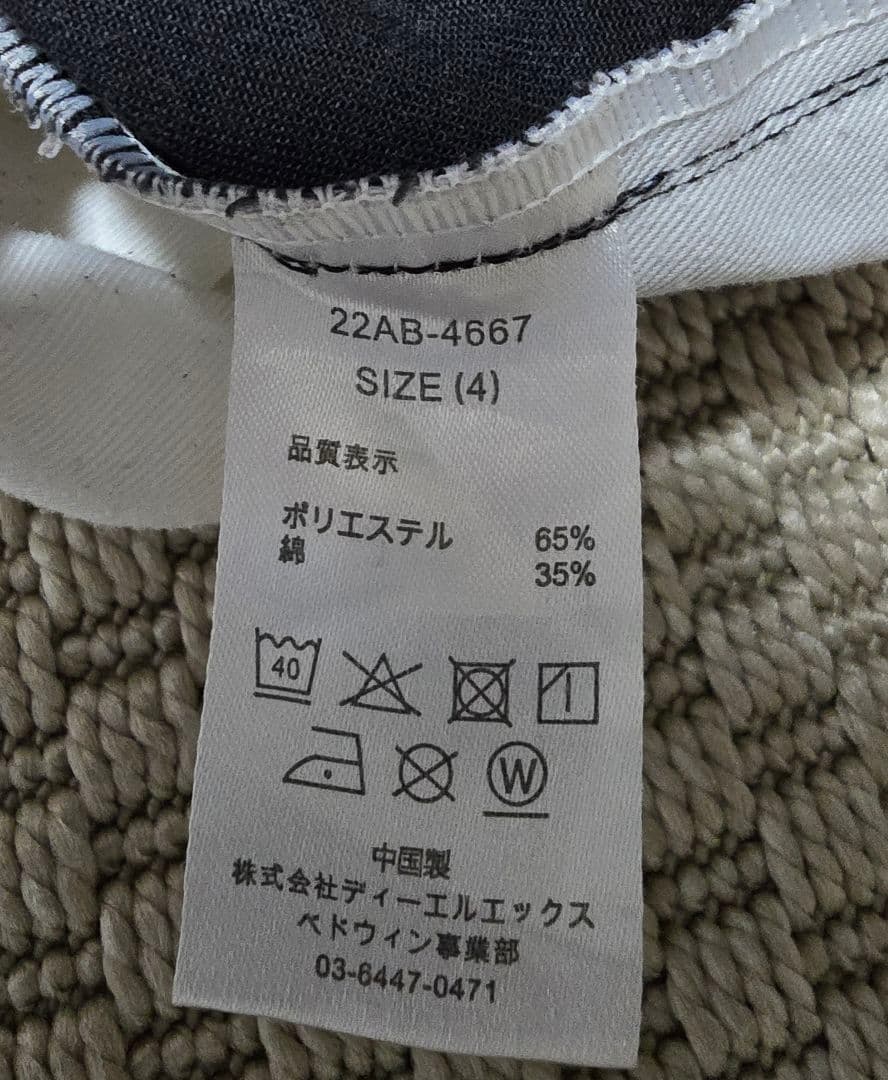 22AB-4667
SIZE (4)
品質表示
ポリエステル 65%
綿 35%
40
W
中国製
株式会社ディーエルエックス
ベドウィン事業部
03-6447-0471